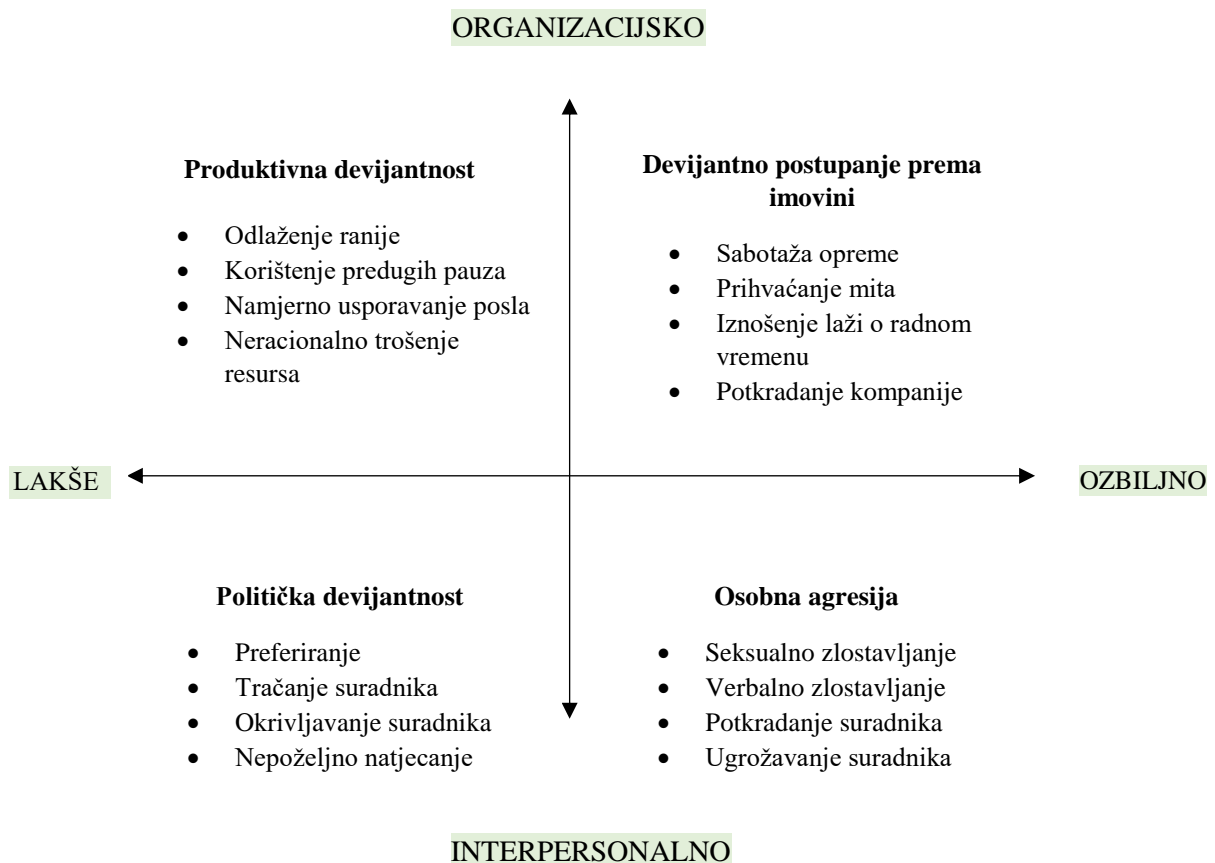 ORGANIZACIJSKO
Produktivna devijantnost
• Odlaženje ranije
• Korištenje predugih pauza
• Namjerno usporavanje posla
• Neracionalno trošenje
resursa
Devijantno postupanje prema
imovini
• Sabotaža opreme
• Prihvaćanje mita
• Iznošenje laži o radnom
vremenu
• Potkradanje kompanije
LAKŠE
OZBILJNO
Politička devijantnost
• Preferiranje
• Tračanje suradnika
• Okrivljavanje suradnika
• Nepoželjno natjecanje
Osobna agresija
• Seksualno zlostavljanje
• Verbalno zlostavljanje
• Potkradanje suradnika
• Ugrožavanje suradnika
INTERPERSONALNO